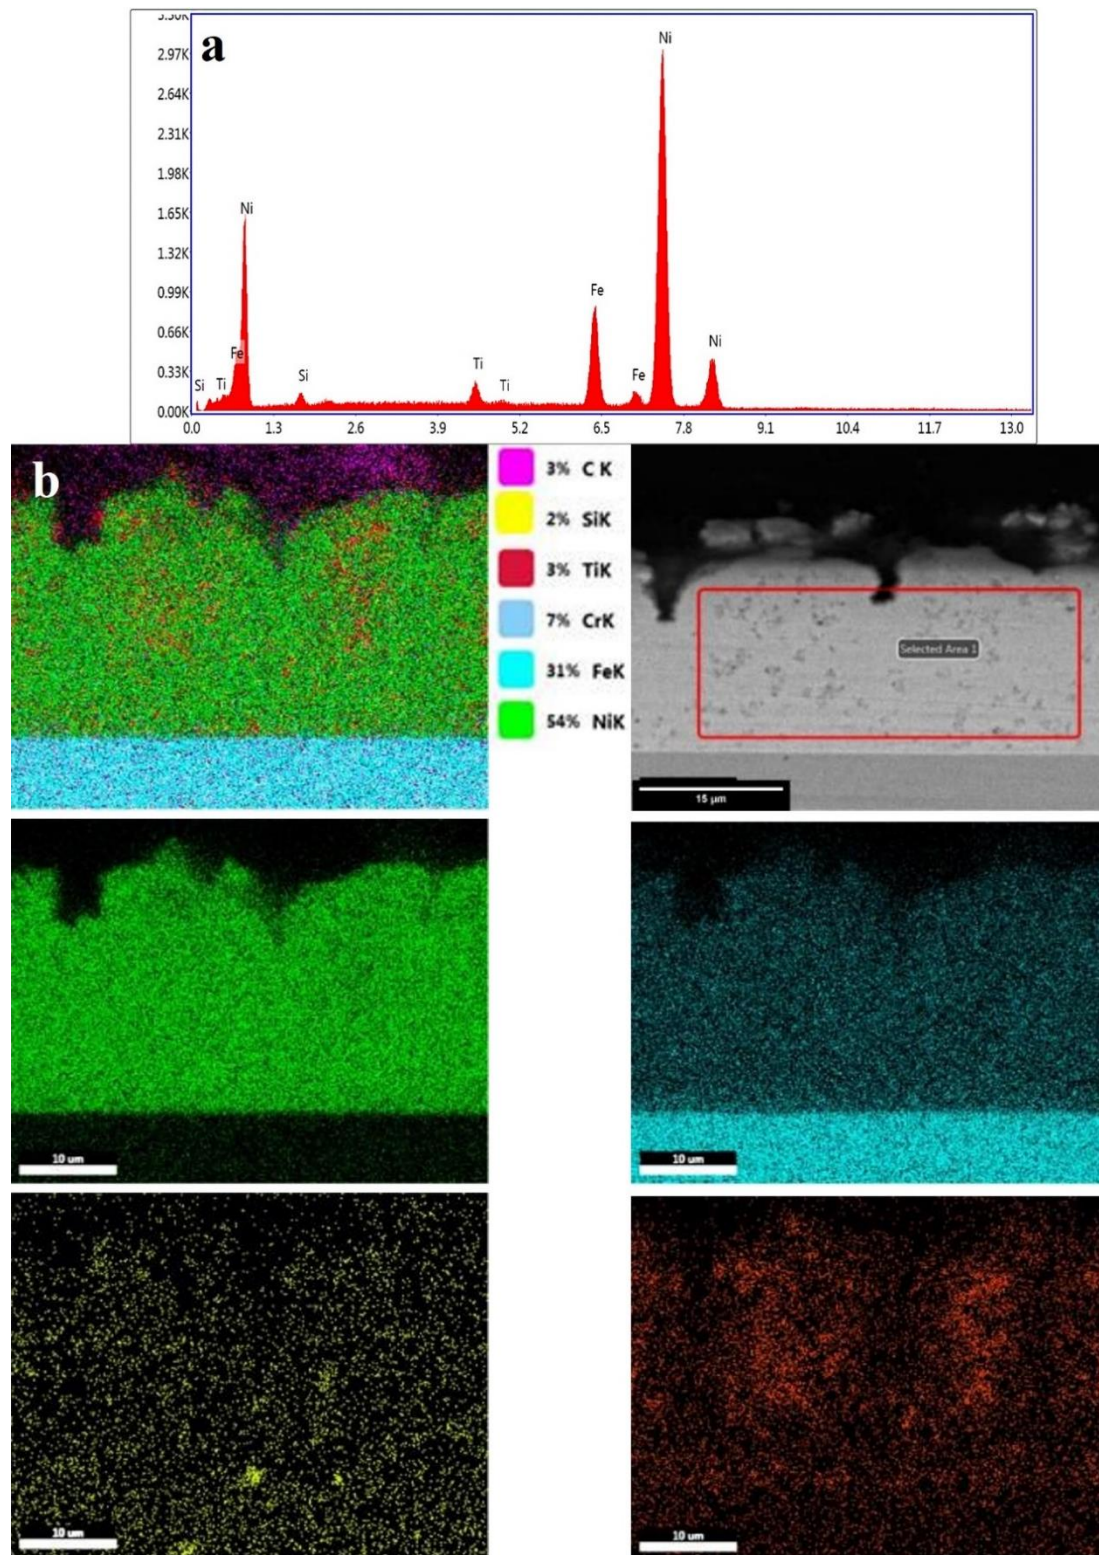 a
3.30K
2.97K
2.64K
2.31K
1.98K
1.65K
1.32K
0.99K
0.66K
0.33K
0.00K
Si
Ti
Fe
Ni
Si
Ti
Ti
Fe
Fe
Ni
Ni
0.0 1.3 2.6 3.9 5.2 6.5 7.8 9.1 10.4 11.7 13.0
b
3% C K
2% SiK
3% TiK
7% CrK
31% FeK
54% NiK
Selected Area 1
15 µm
10 um
10 um
10 um
10 um